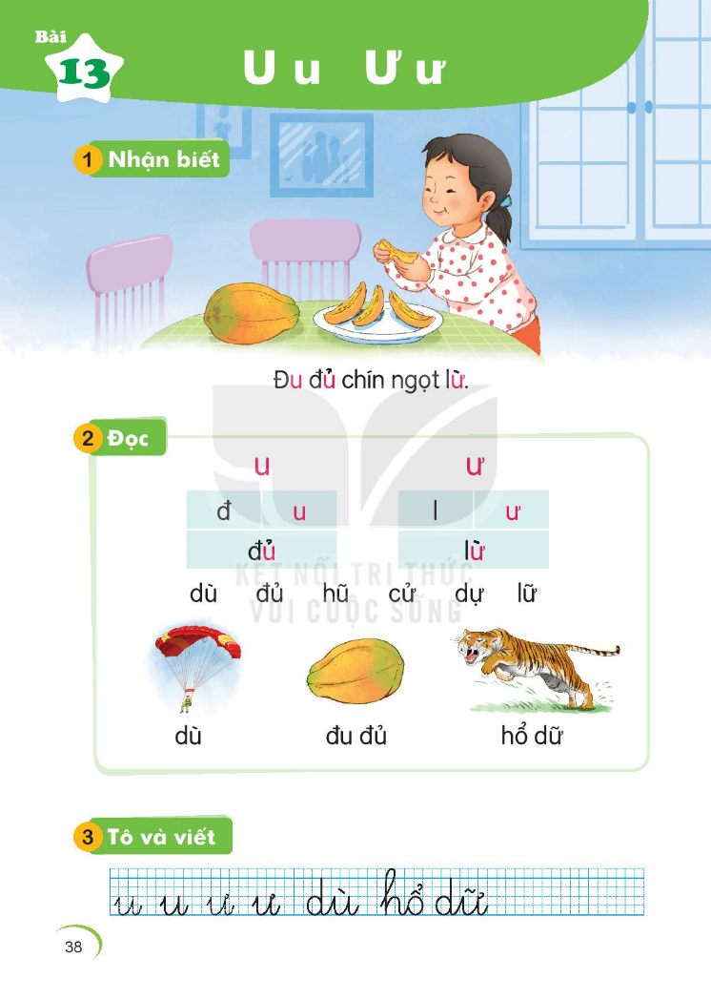 Bài
13
U u Ư ư
1 Nhận biết
Đu đủ chín ngọt lừ.
2 Đọc
u ư
đ u l ư
đủ lừ
KẾT NỐI TRI THỨC
VỚI CUỘC SỐNG
dù đủ hũ cử dự lữ
dù đu đủ hổ dữ
3 Tô và viết
u u ư ư dù hổ dữ
38